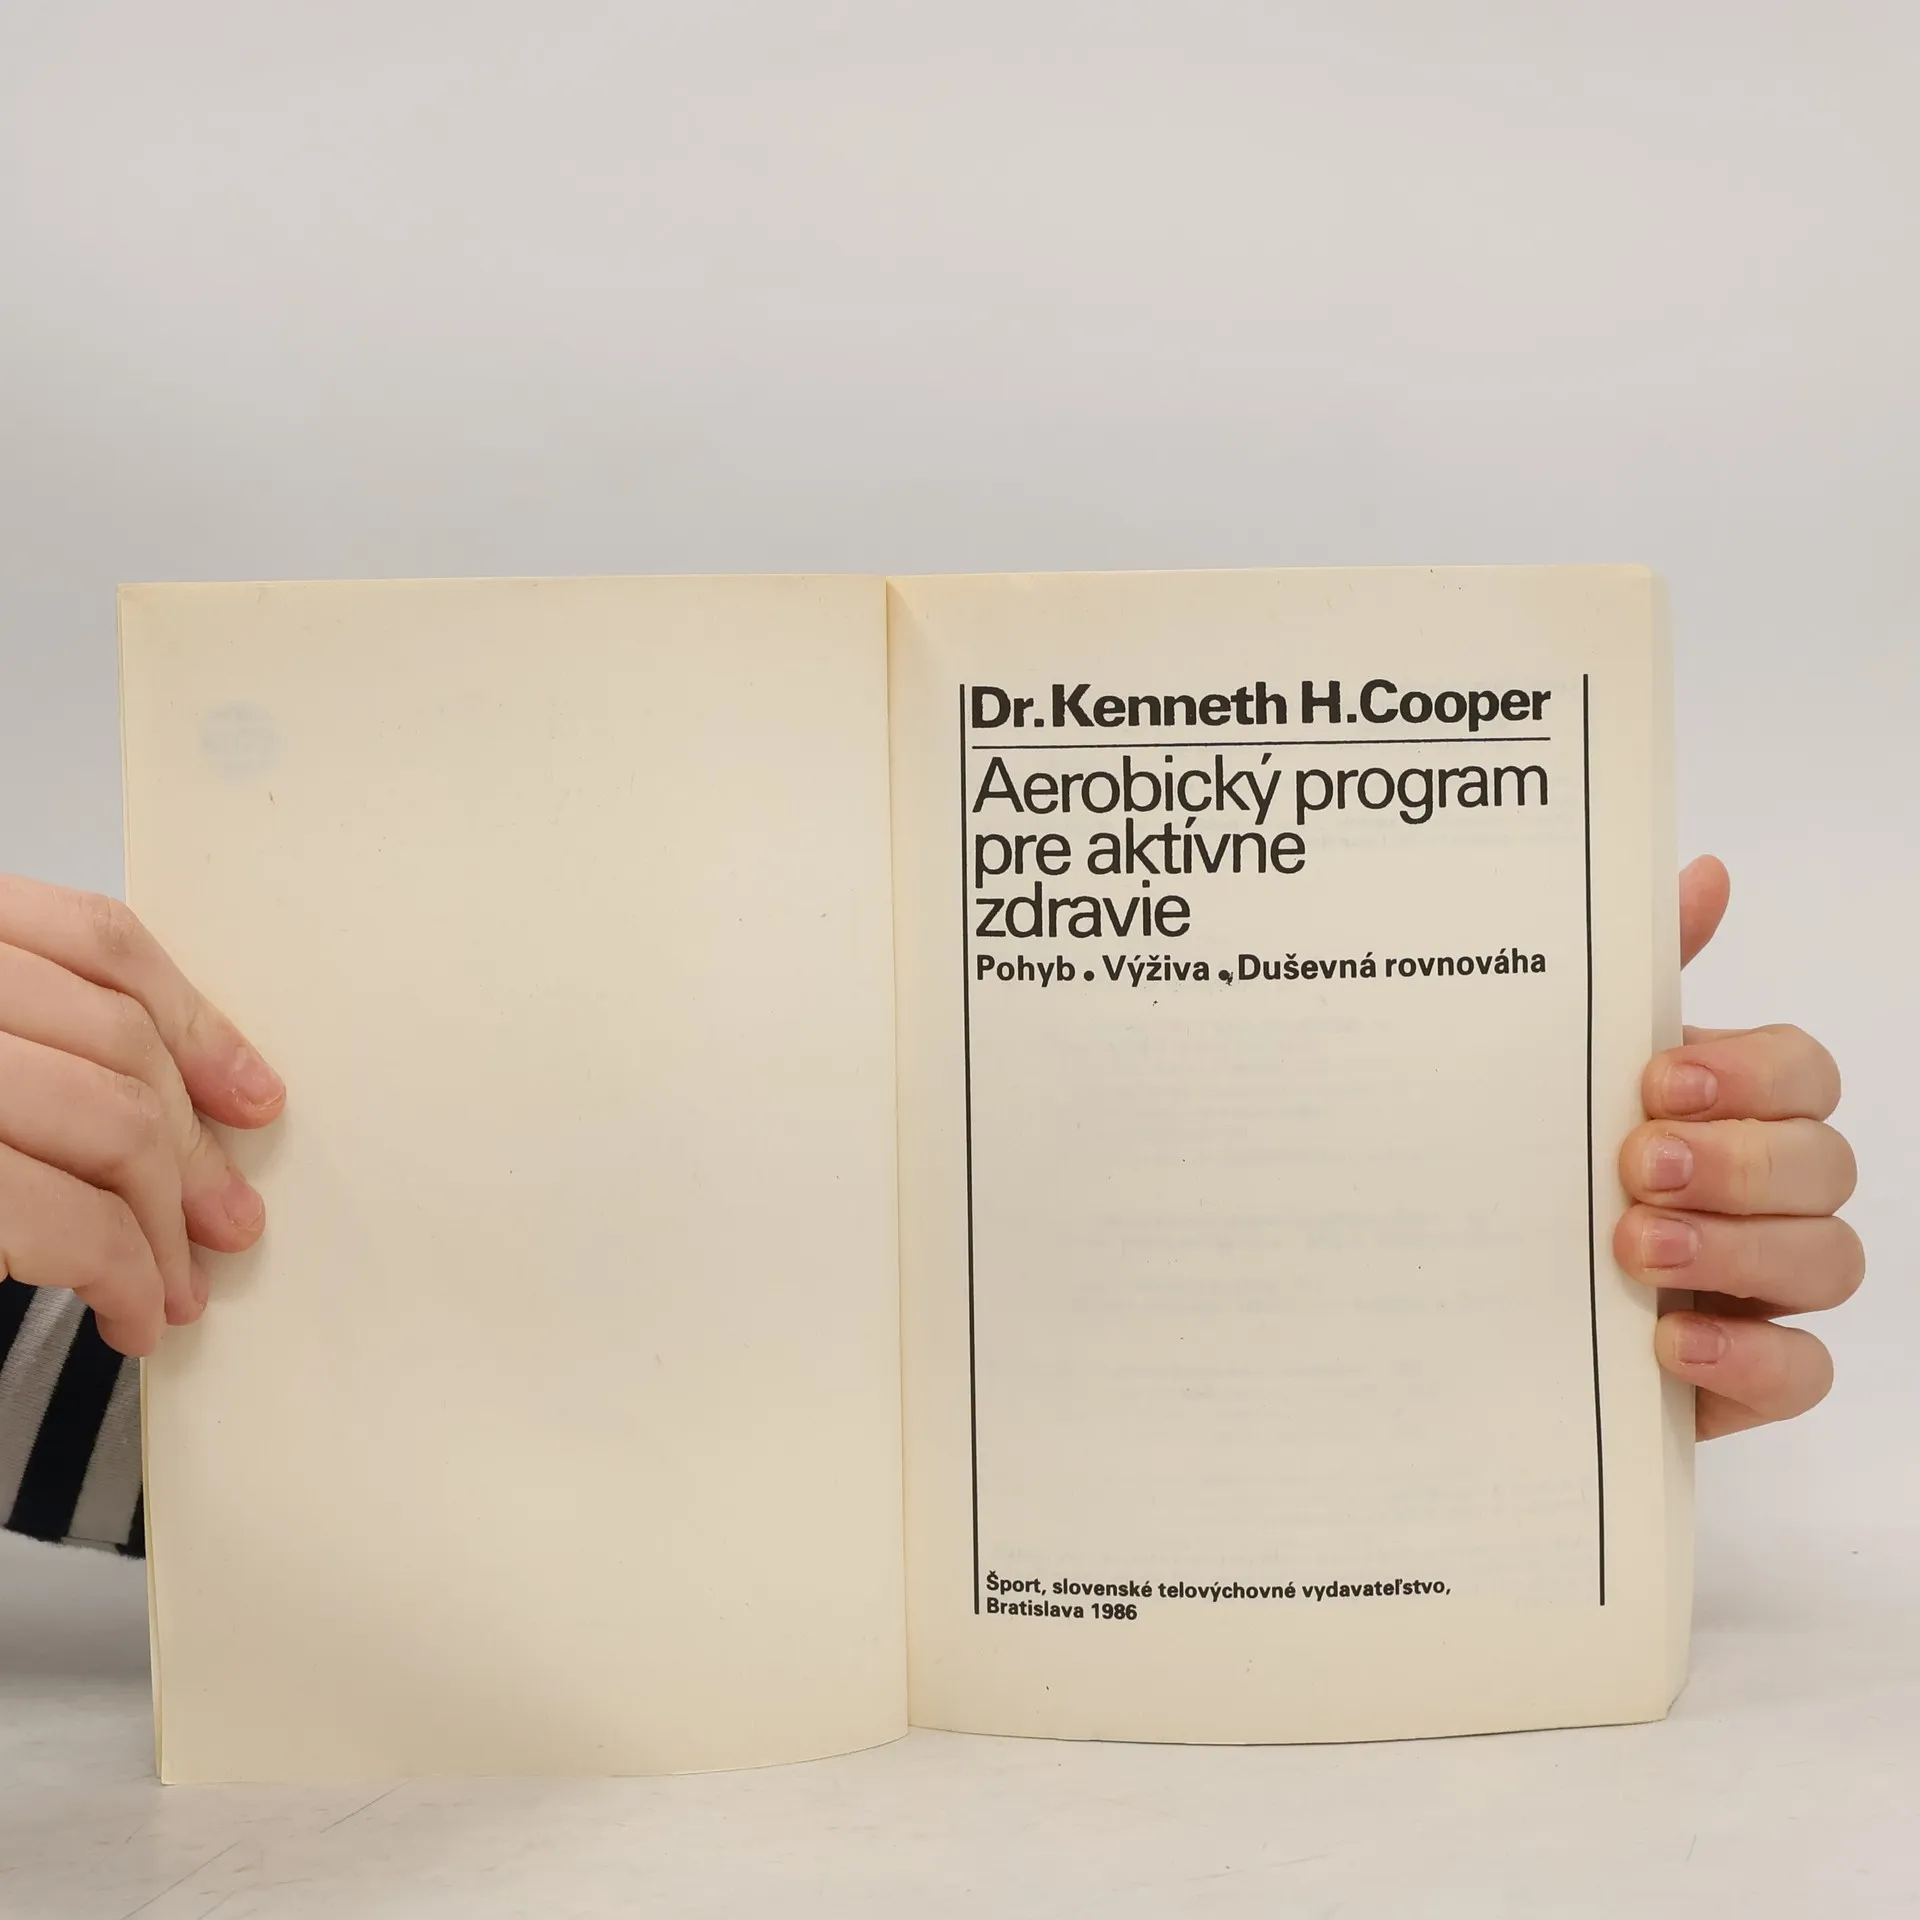 Dr. Kenneth H. Cooper
Aerobický program
pre aktívne
zdravie
Pohyb • Výživa • Duševná rovnováha
Šport, slovenské telovýchovné vydavateľstvo,
Bratislava 1986